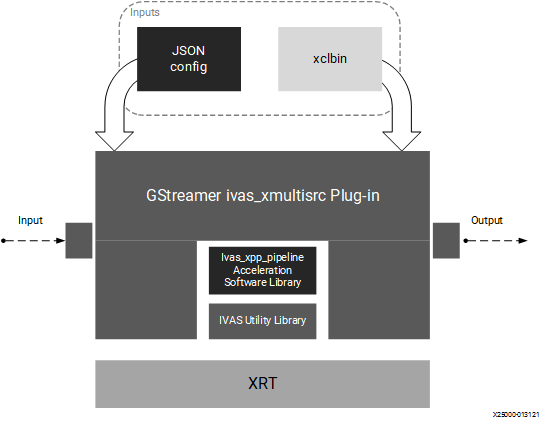 Inputs
JSON
config
xclbin
GStreamer ivas_xmultisrc Plug-in
Input
Output
Ivas_xpp_pipeline
Acceleration
Software Library
IVAS Utility Library
XRT
X25000-013121